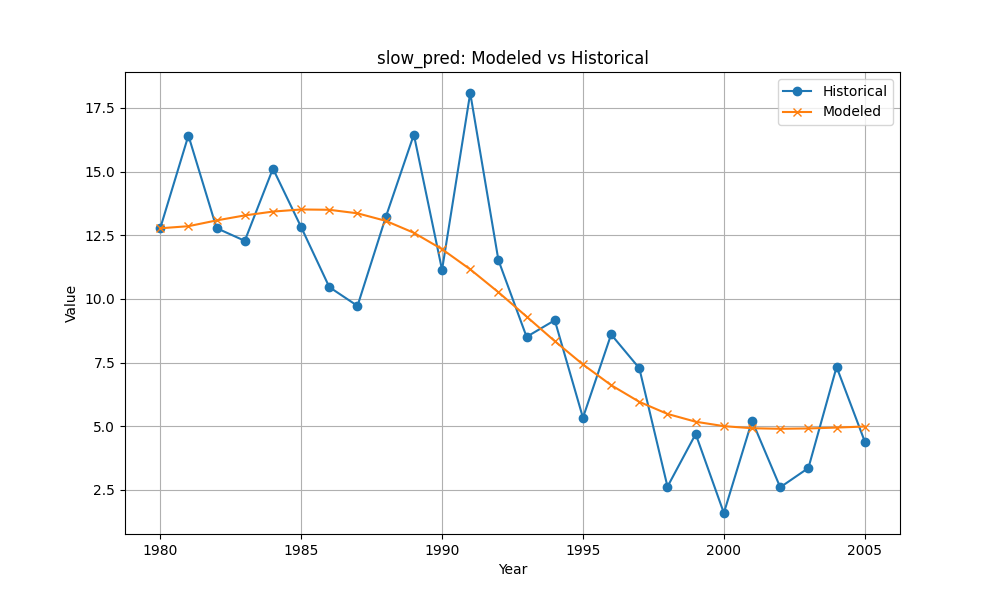 slow_pred: Modeled vs Historical
Historical
Modeled
17.5
15.0
12.5
10.0
7.5
5.0
2.5
Value
1980
1985
1990
1995
2000
2005
Year